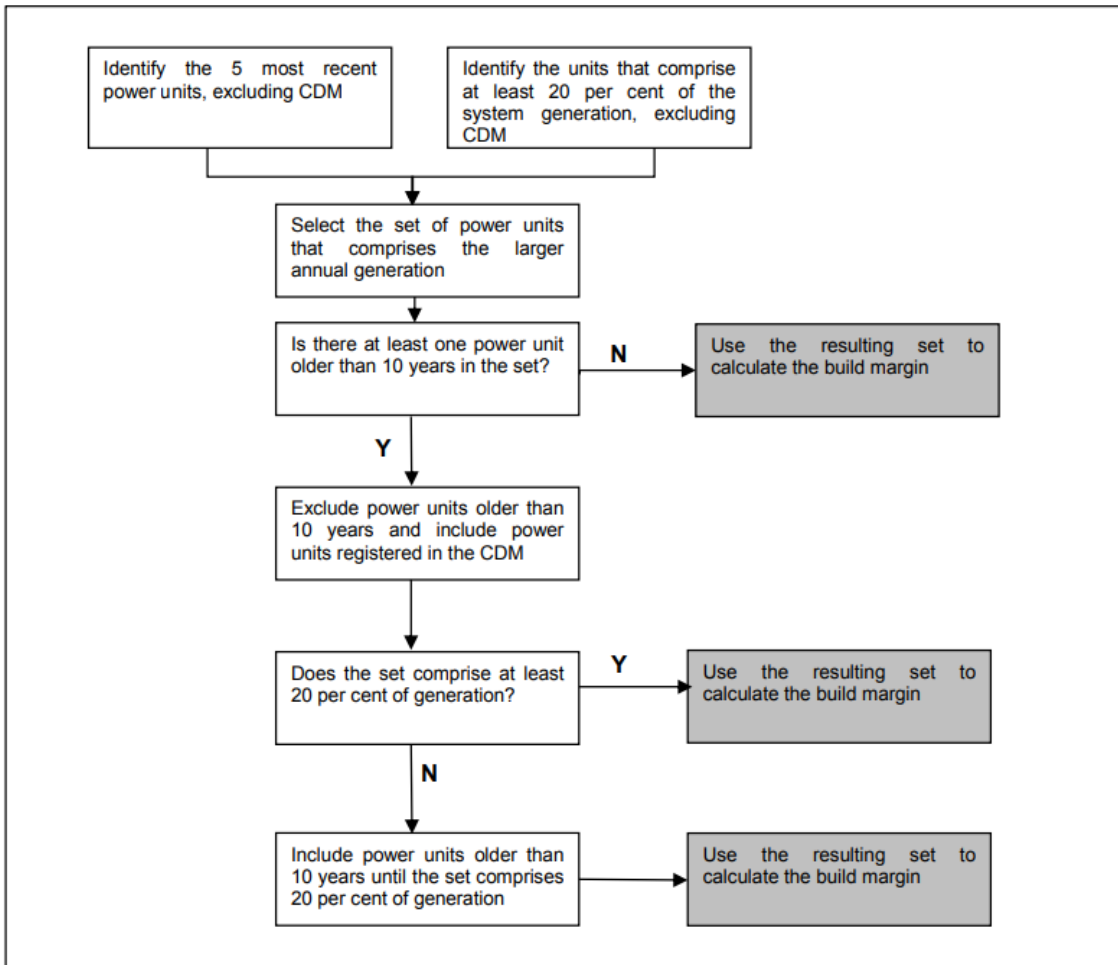 Identify the 5 most recent
power units, excluding CDM
Identify the units that comprise
at least 20 per cent of the
system generation, excluding
CDM
Select the set of power units
that comprises the larger
annual generation
Is there at least one power unit
older than 10 years in the set?
N
Use the resulting set to
calculate the build margin
Y
Exclude power units older than
10 years and include power
units registered in the CDM
Does the set comprise at least
20 per cent of generation?
Y
Use the resulting set to
calculate the build margin
N
Include power units older than
10 years until the set comprises
20 per cent of generation
Use the resulting set to
calculate the build margin